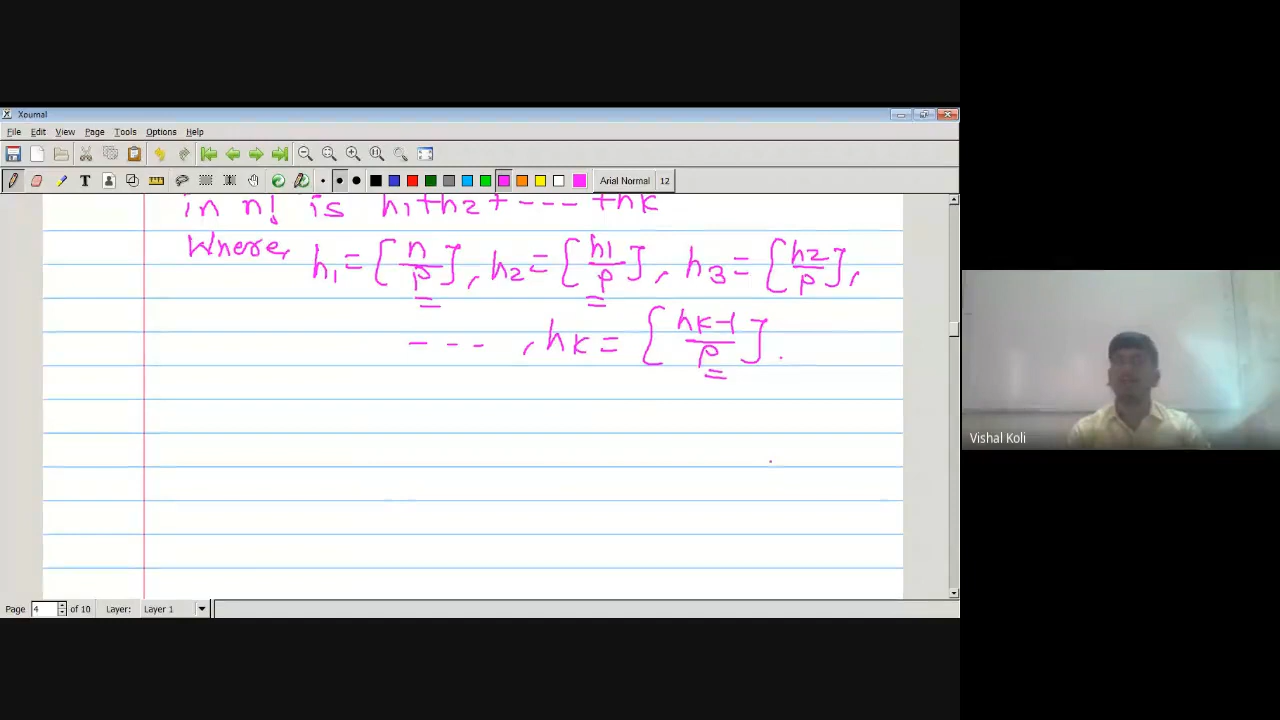 Xournal
File Edit View Page Tools Options Help
T Arial Normal 12
in n! is h1+h2+---+hk
Where, h1=[n/p], h2=[h1/p], h3=[h2/p],
---, hk=[hk-1/p].
Vishal Koli
Page 4 of 10 Layer: Layer 1